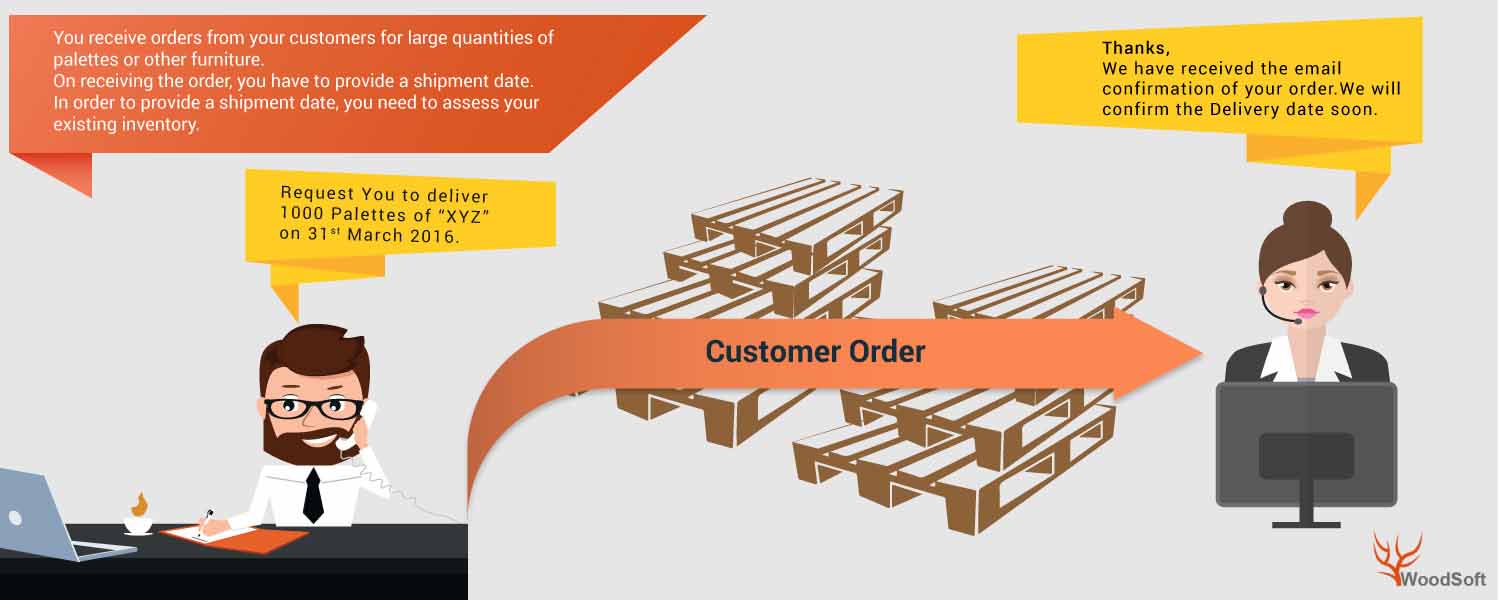 You receive orders from your customers for large quantities of
palettes or other furniture.
On receiving the order, you have to provide a shipment date.
In order to provide a shipment date, you need to assess your
existing inventory.
Thanks,
We have received the email
confirmation of your order.We will
confirm the Delivery date soon.
Request You to deliver
1000 Palettes of “XYZ”
on 31st March 2016.
Customer Order
WoodSoft